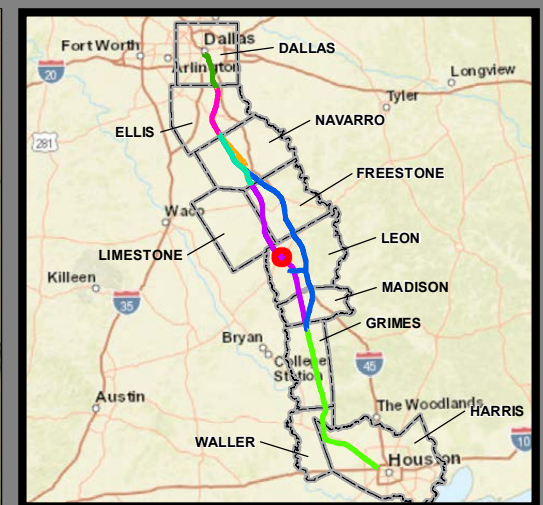 Fort Worth
Dallas
DALLAS
Arlington
20
Longview
Tyler
281
ELLIS
NAVARRO
FREESTONE
Waco
LEON
LIMESTONE
Killeen
MADISON
35
GRIMES
Bryan
College
Station
45
Austin
The Woodlands
HARRIS
WALLER
10
Houston